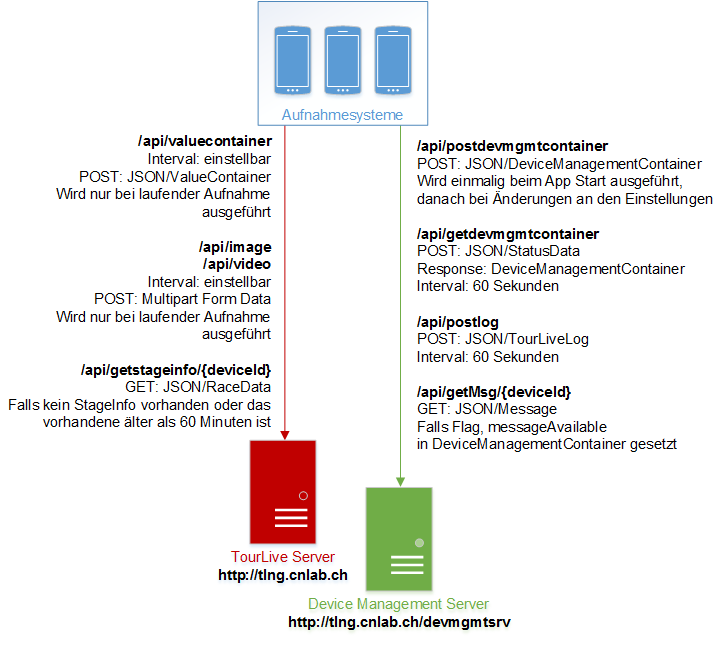 Aufnahmesysteme
/api/valuecontainer
Interval: einstellbar
POST: JSON/ValueContainer
Wird nur bei laufender Aufnahme
ausgeführt
/api/image
/api/video
Interval: einstellbar
POST: Multipart Form Data
Wird nur bei laufender Aufnahme
ausgeführt
/api/getstageinfo/{deviceId}
GET: JSON/RaceData
Falls kein StageInfo vorhanden oder das
vorhandene älter als 60 Minuten ist
/api/postdevmgmtcontainer
POST: JSON/DeviceManagementContainer
Wird einmalig beim App Start ausgeführt,
danach bei Änderungen an den Einstellungen
/api/getdevmgmtcontainer
POST: JSON/StatusData
Response: DeviceManagementContainer
Interval: 60 Sekunden
/api/postlog
POST: JSON/TourLiveLog
Interval: 60 Sekunden
/api/getMsg/{deviceId}
GET: JSON/Message
Falls Flag, messageAvailable
in DeviceManagementContainer gesetzt
TourLive Server
http://tlng.cnlab.ch
Device Management Server
http://tlng.cnlab.ch/devmgmtsrv